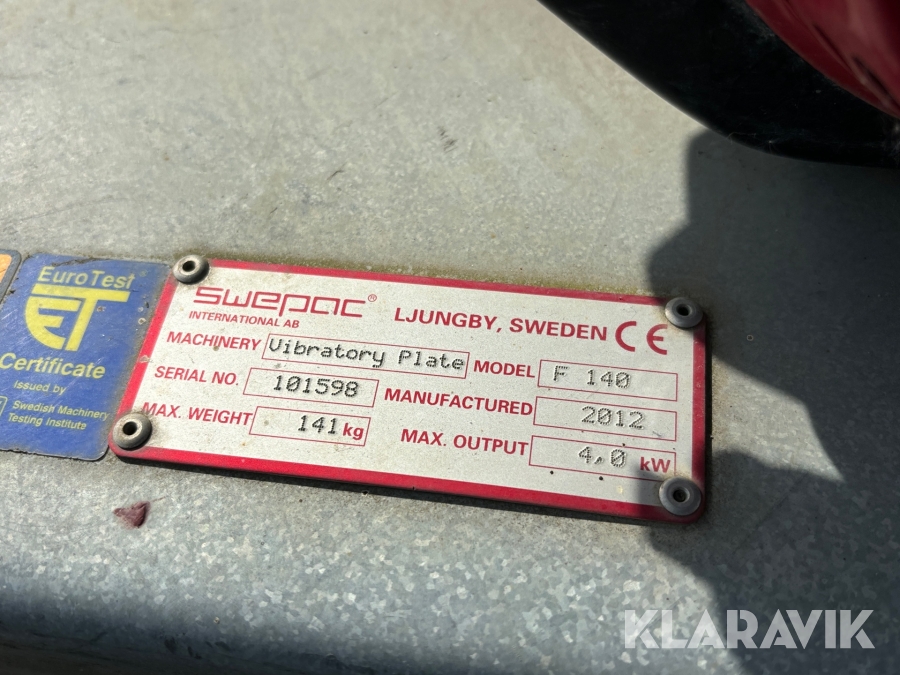 EuroTest®
ET
Certificate
Issued by
Swedish Machinery
Testing Institute
swepac®
INTERNATIONAL AB
LJUNGBY, SWEDEN CE
MACHINERY Vibratory Plate
MODEL F 140
SERIAL NO. 101598
MANUFACTURED 2012
MAX. WEIGHT 141 kg
MAX. OUTPUT 4,0 kW
KLARAVIK